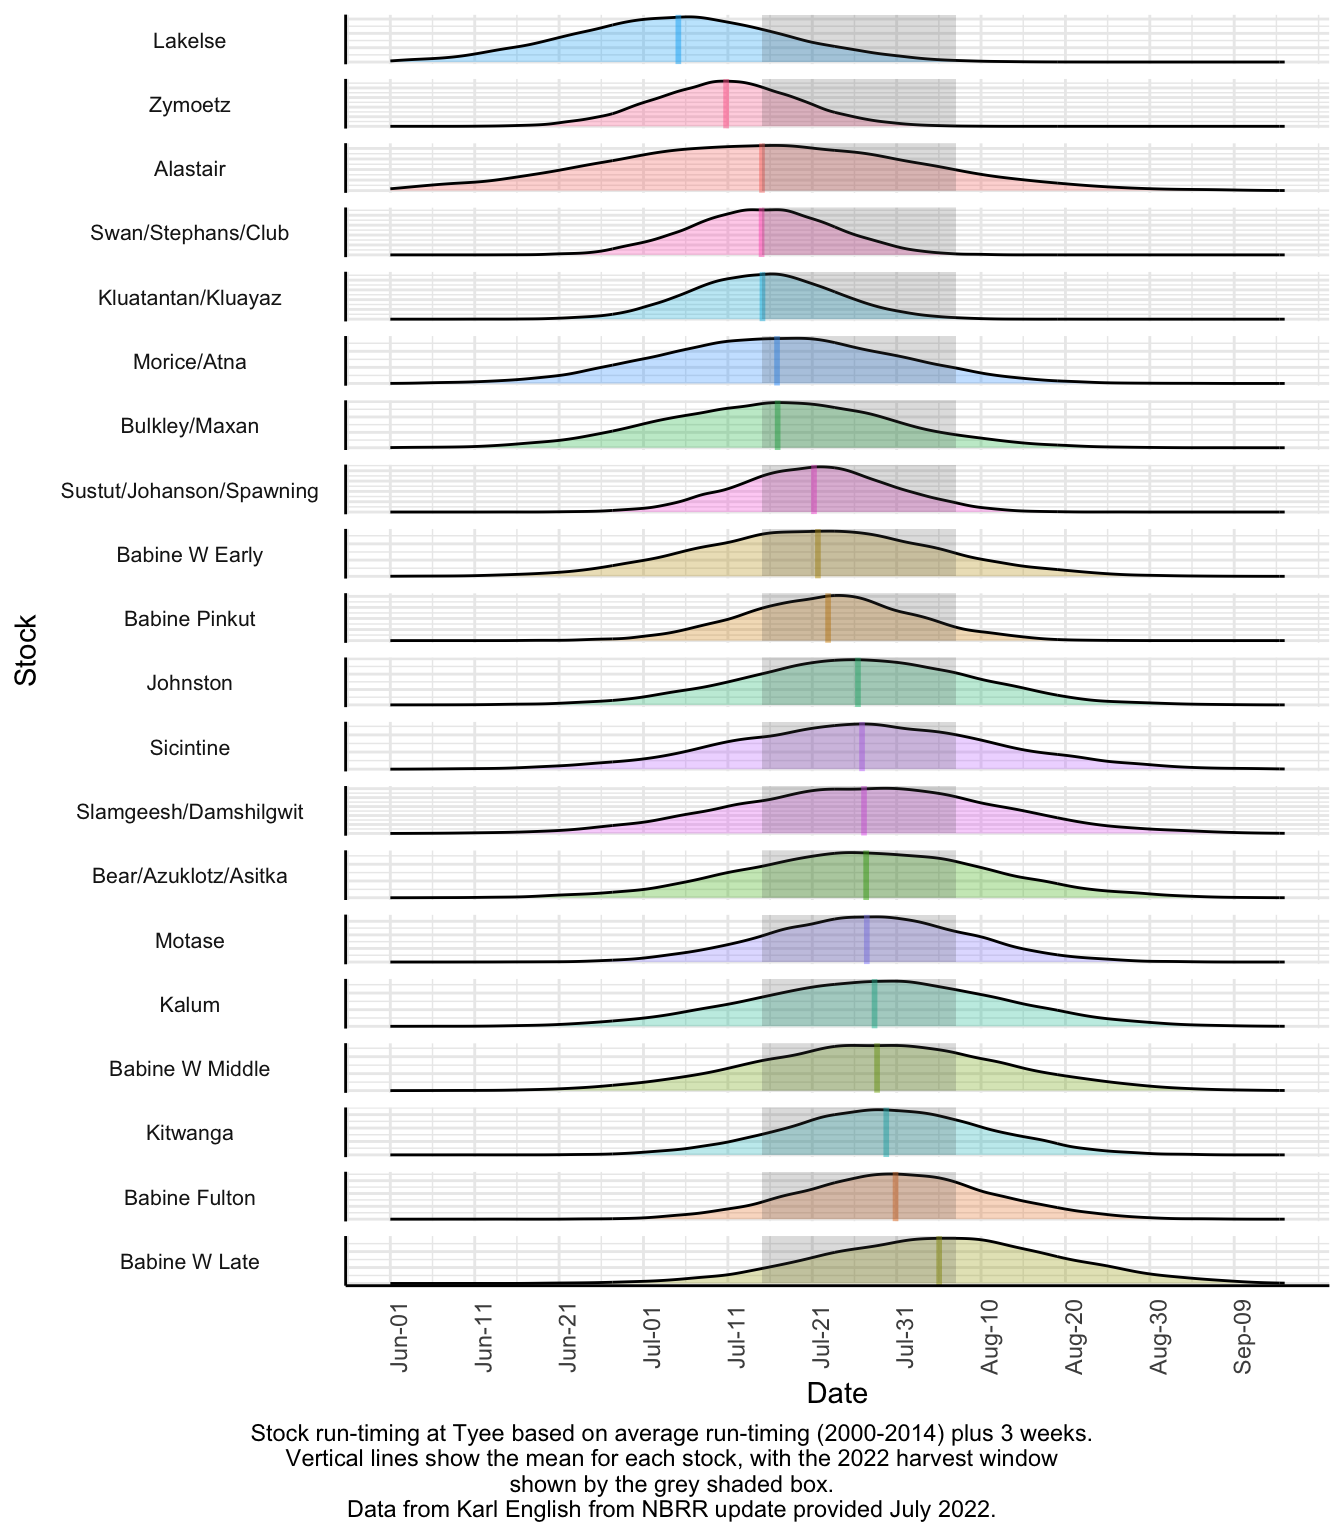 Lakelse
Zymoetz
Alastair
Swan/Stephans/Club
Kluatantan/Kluayaz
Morice/Atna
Bulkley/Maxan
Sustut/Johanson/Spawning
Babine W Early
Babine Pinkut
Johnston
Sicintine
Slamgeesh/Damshilgwit
Bear/Azuklotz/Asitka
Motase
Kalum
Babine W Middle
Kitwanga
Babine Fulton
Babine W Late
Stock
Jun-01
Jun-11
Jun-21
Jul-01
Jul-11
Jul-21
Jul-31
Aug-10
Aug-20
Aug-30
Sep-09
Date
Stock run-timing at Tyee based on average run-timing (2000-2014) plus 3 weeks.
Vertical lines show the mean for each stock, with the 2022 harvest window
shown by the grey shaded box.
Data from Karl English from NBRR update provided July 2022.